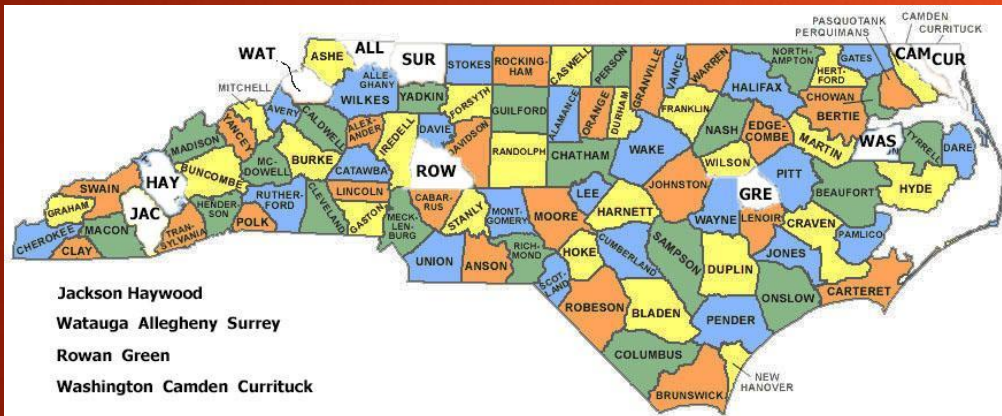 PASQUOTANK
CAMDEN
PERQUIMANS
CURRITUCK
WAT
ALL
SUR
CAM
CUR
ASHE
ALLE-
GHANY
STOKES
ROCKING-
HAM
CASWELL
PERSON
GRANVILLE
VANCE
WARREN
NORTH-
AMPTON
GATES
HERT-
FORD
HALIFAX
CHOWAN
BERTIE
MITCHELL
AVERY
WILKES
YADKIN
FORSYTH
GUILFORD
ALAMANCE
ORANGE
DURHAM
FRANKLIN
NASH
EDGE-
COMBE
MARTIN
WAS
TYRRELL
DARE
MADISON
YANCEY
CALDWELL
ALEX-
ANDER
IREDELL
DAVIE
DAVIDSON
RANDOLPH
CHATHAM
WAKE
WILSON
PITT
BEAUFORT
HYDE
SWAIN
HAY
BUNCOMBE
MC-
DOWELL
BURKE
CATAWBA
ROW
LINCOLN
CABAR-
RUS
STANLY
MONT-
GOMERY
MOORE
LEE
HARNETT
JOHNSTON
GRE
WAYNE
LENOIR
CRAVEN
PAMLICO
GRAHAM
JAC
HENDER-
SON
RUTHER-
FORD
CLEVELAND
GASTON
MECK-
LEN-
BURG
CHEROKEE
CLAY
MACON
TRAN-
SYLVANIA
POLK
UNION
ANSON
RICH-
MOND
SCOT-
LAND
HOKE
CUMBERLAND
SAMPSON
DUPLIN
JONES
ONSLOW
CARTERET
ROBESON
BLADEN
PENDER
COLUMBUS
BRUNSWICK
NEW
HANOVER
Jackson Haywood
Watauga Allegheny Surrey
Rowan Green
Washington Camden Currituck